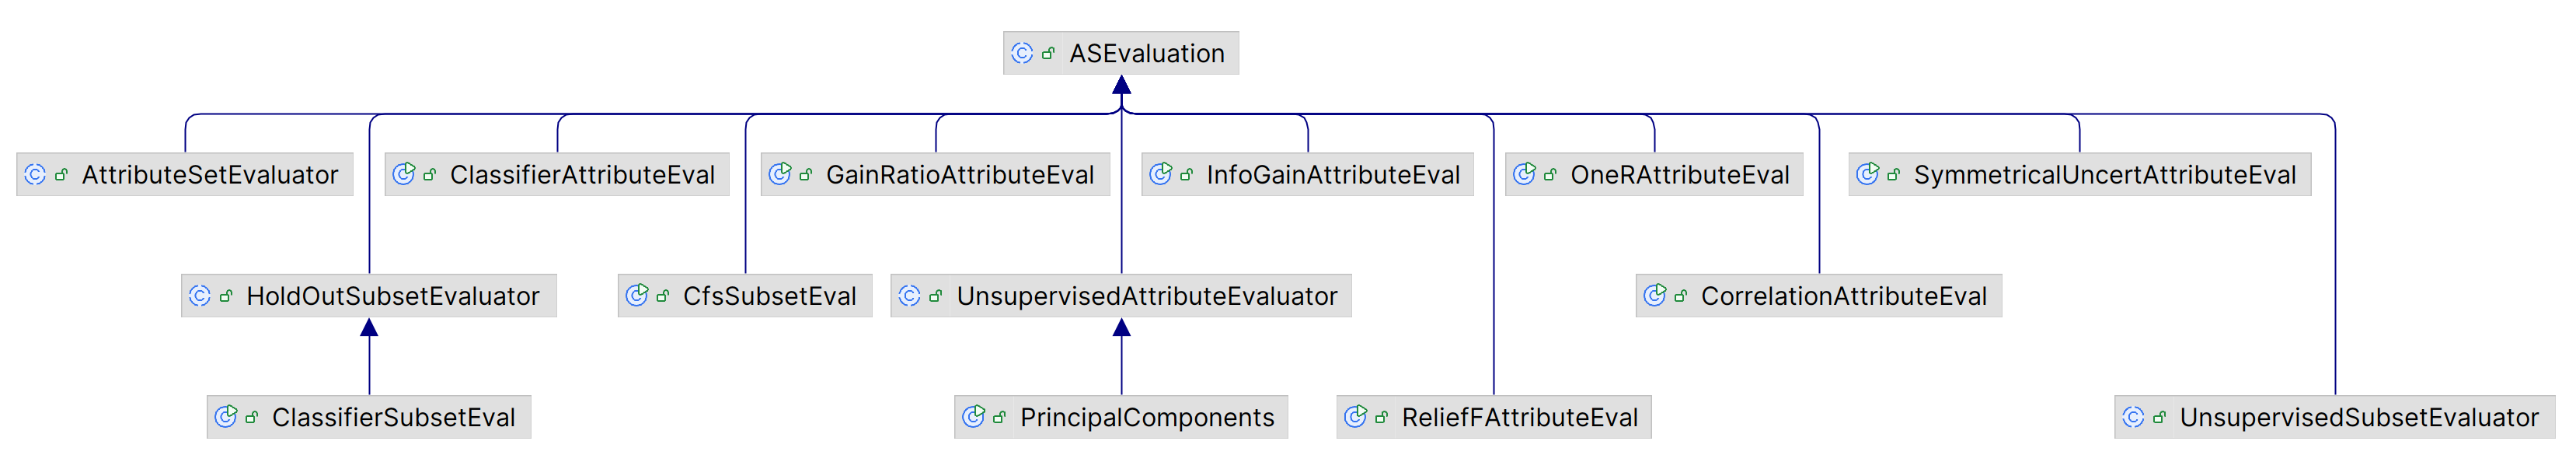 ASEvaluation
AttributeSetEvaluator
ClassifierAttributeEval
GainRatioAttributeEval
InfoGainAttributeEval
OneRAttributeEval
SymmetricalUncertAttributeEval
HoldOutSubsetEvaluator
CfsSubsetEval
UnsupervisedAttributeEvaluator
CorrelationAttributeEval
ClassifierSubsetEval
PrincipalComponents
ReliefFAttributeEval
UnsupervisedSubsetEvaluator